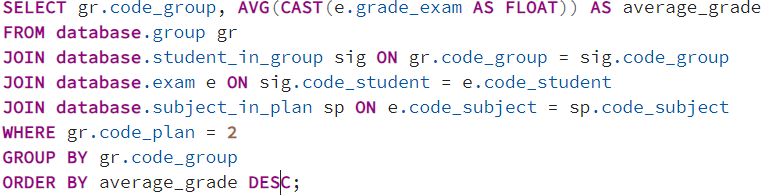 SELECT gr.code_group, AVG(CAST(e.grade_exam AS FLOAT)) AS average_grade
FROM database.group gr
JOIN database.student_in_group sig ON gr.code_group = sig.code_group
JOIN database.exam e ON sig.code_student = e.code_student
JOIN database.subject_in_plan sp ON e.code_subject = sp.code_subject
WHERE gr.code_plan = 2
GROUP BY gr.code_group
ORDER BY average_grade DESC;